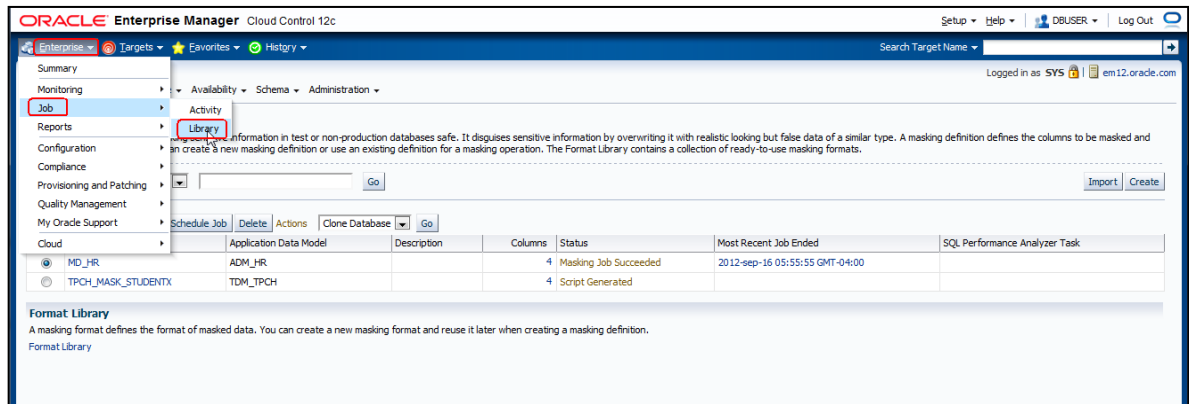 ORACLE Enterprise Manager Cloud Control 12c
Setup Help DBUSER Log Out
Enterprise Targets Favorites History Search Target Name
Logged in as SYS em12.oracle.com
Summary
Monitoring
Job
Reports
Configuration
Compliance
Provisioning and Patching
Quality Management
My Oracle Support
Cloud
Activity
Library
Availability Schema Administration
information in test or non-production databases safe. It disguises sensitive information by overwriting it with realistic looking but false data of a similar type. A masking definition defines the columns to be masked and
create a new masking definition or use an existing definition for a masking operation. The Format Library contains a collection of ready-to-use masking formats.
Go Import Create
Schedule Job Delete Actions Clone Database Go
Application Data Model Description Columns Status Most Recent Job Ended SQL Performance Analyzer Task
MD_HR ADM_HR 4 Masking Job Succeeded 2012-sep-16 05:55:55 GMT-04:00
TPCH_MASK_STUDENTX TDM_TPCH 4 Script Generated
Format Library
A masking format defines the format of masked data. You can create a new masking format and reuse it later when creating a masking definition.
Format Library